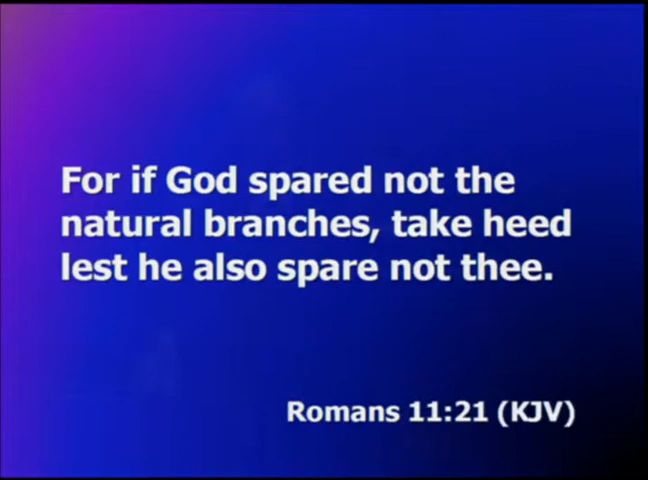 For if God spared not the
natural branches, take heed
lest he also spare not thee.
Romans 11:21 (KJV)